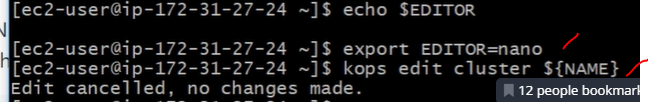 [ec2-user@ip-172-31-27-24 ~]$ echo $EDITOR
[ec2-user@ip-172-31-27-24 ~]$ export EDITOR=nano
[ec2-user@ip-172-31-27-24 ~]$ kops edit cluster ${NAME}
Edit cancelled, no changes made.
12 people bookmark